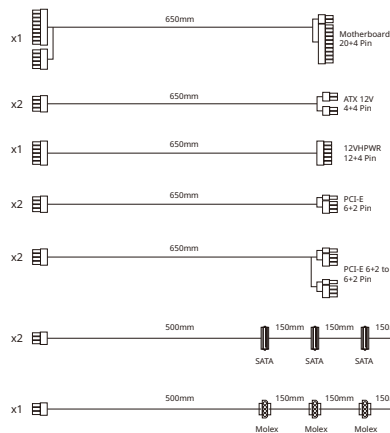 650mm
x1
Motherboard
20+4 Pin
650mm
x2
ATX 12V
4+4 Pin
650mm
x1
12VHPWR
12+4 Pin
650mm
x2
PCI-E
6+2 Pin
650mm
x2
PCI-E 6+2 to
6+2 Pin
500mm 150mm 150mm 150
x2
SATA SATA SATA
500mm 150mm 150mm 150
x1
Molex Molex Molex